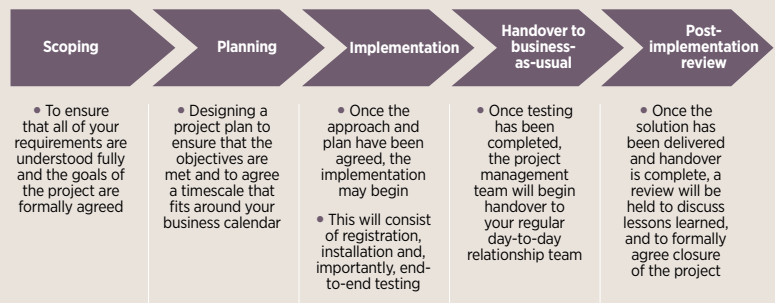 Scoping
Planning
Implementation
Handover to
business-
as-usual
Post-
implementation
review
• To ensure
that all of your
requirements are
understood fully
and the goals of
the project are
formally agreed
• Designing a
project plan to
ensure that the
objectives are
met and to agree
a timescale that
fits around your
business calendar
• Once the
approach and
plan have been
agreed, the
implementation
may begin
• This will consist
of registration,
installation and,
importantly, end-
to-end testing
• Once testing
has been
completed,
the project
management
team will begin
handover to
your regular
day-to-day
relationship team
• Once the
solution has
been delivered
and handover
is complete, a
review will be
held to discuss
lessons learned,
and to formally
agree closure
of the project